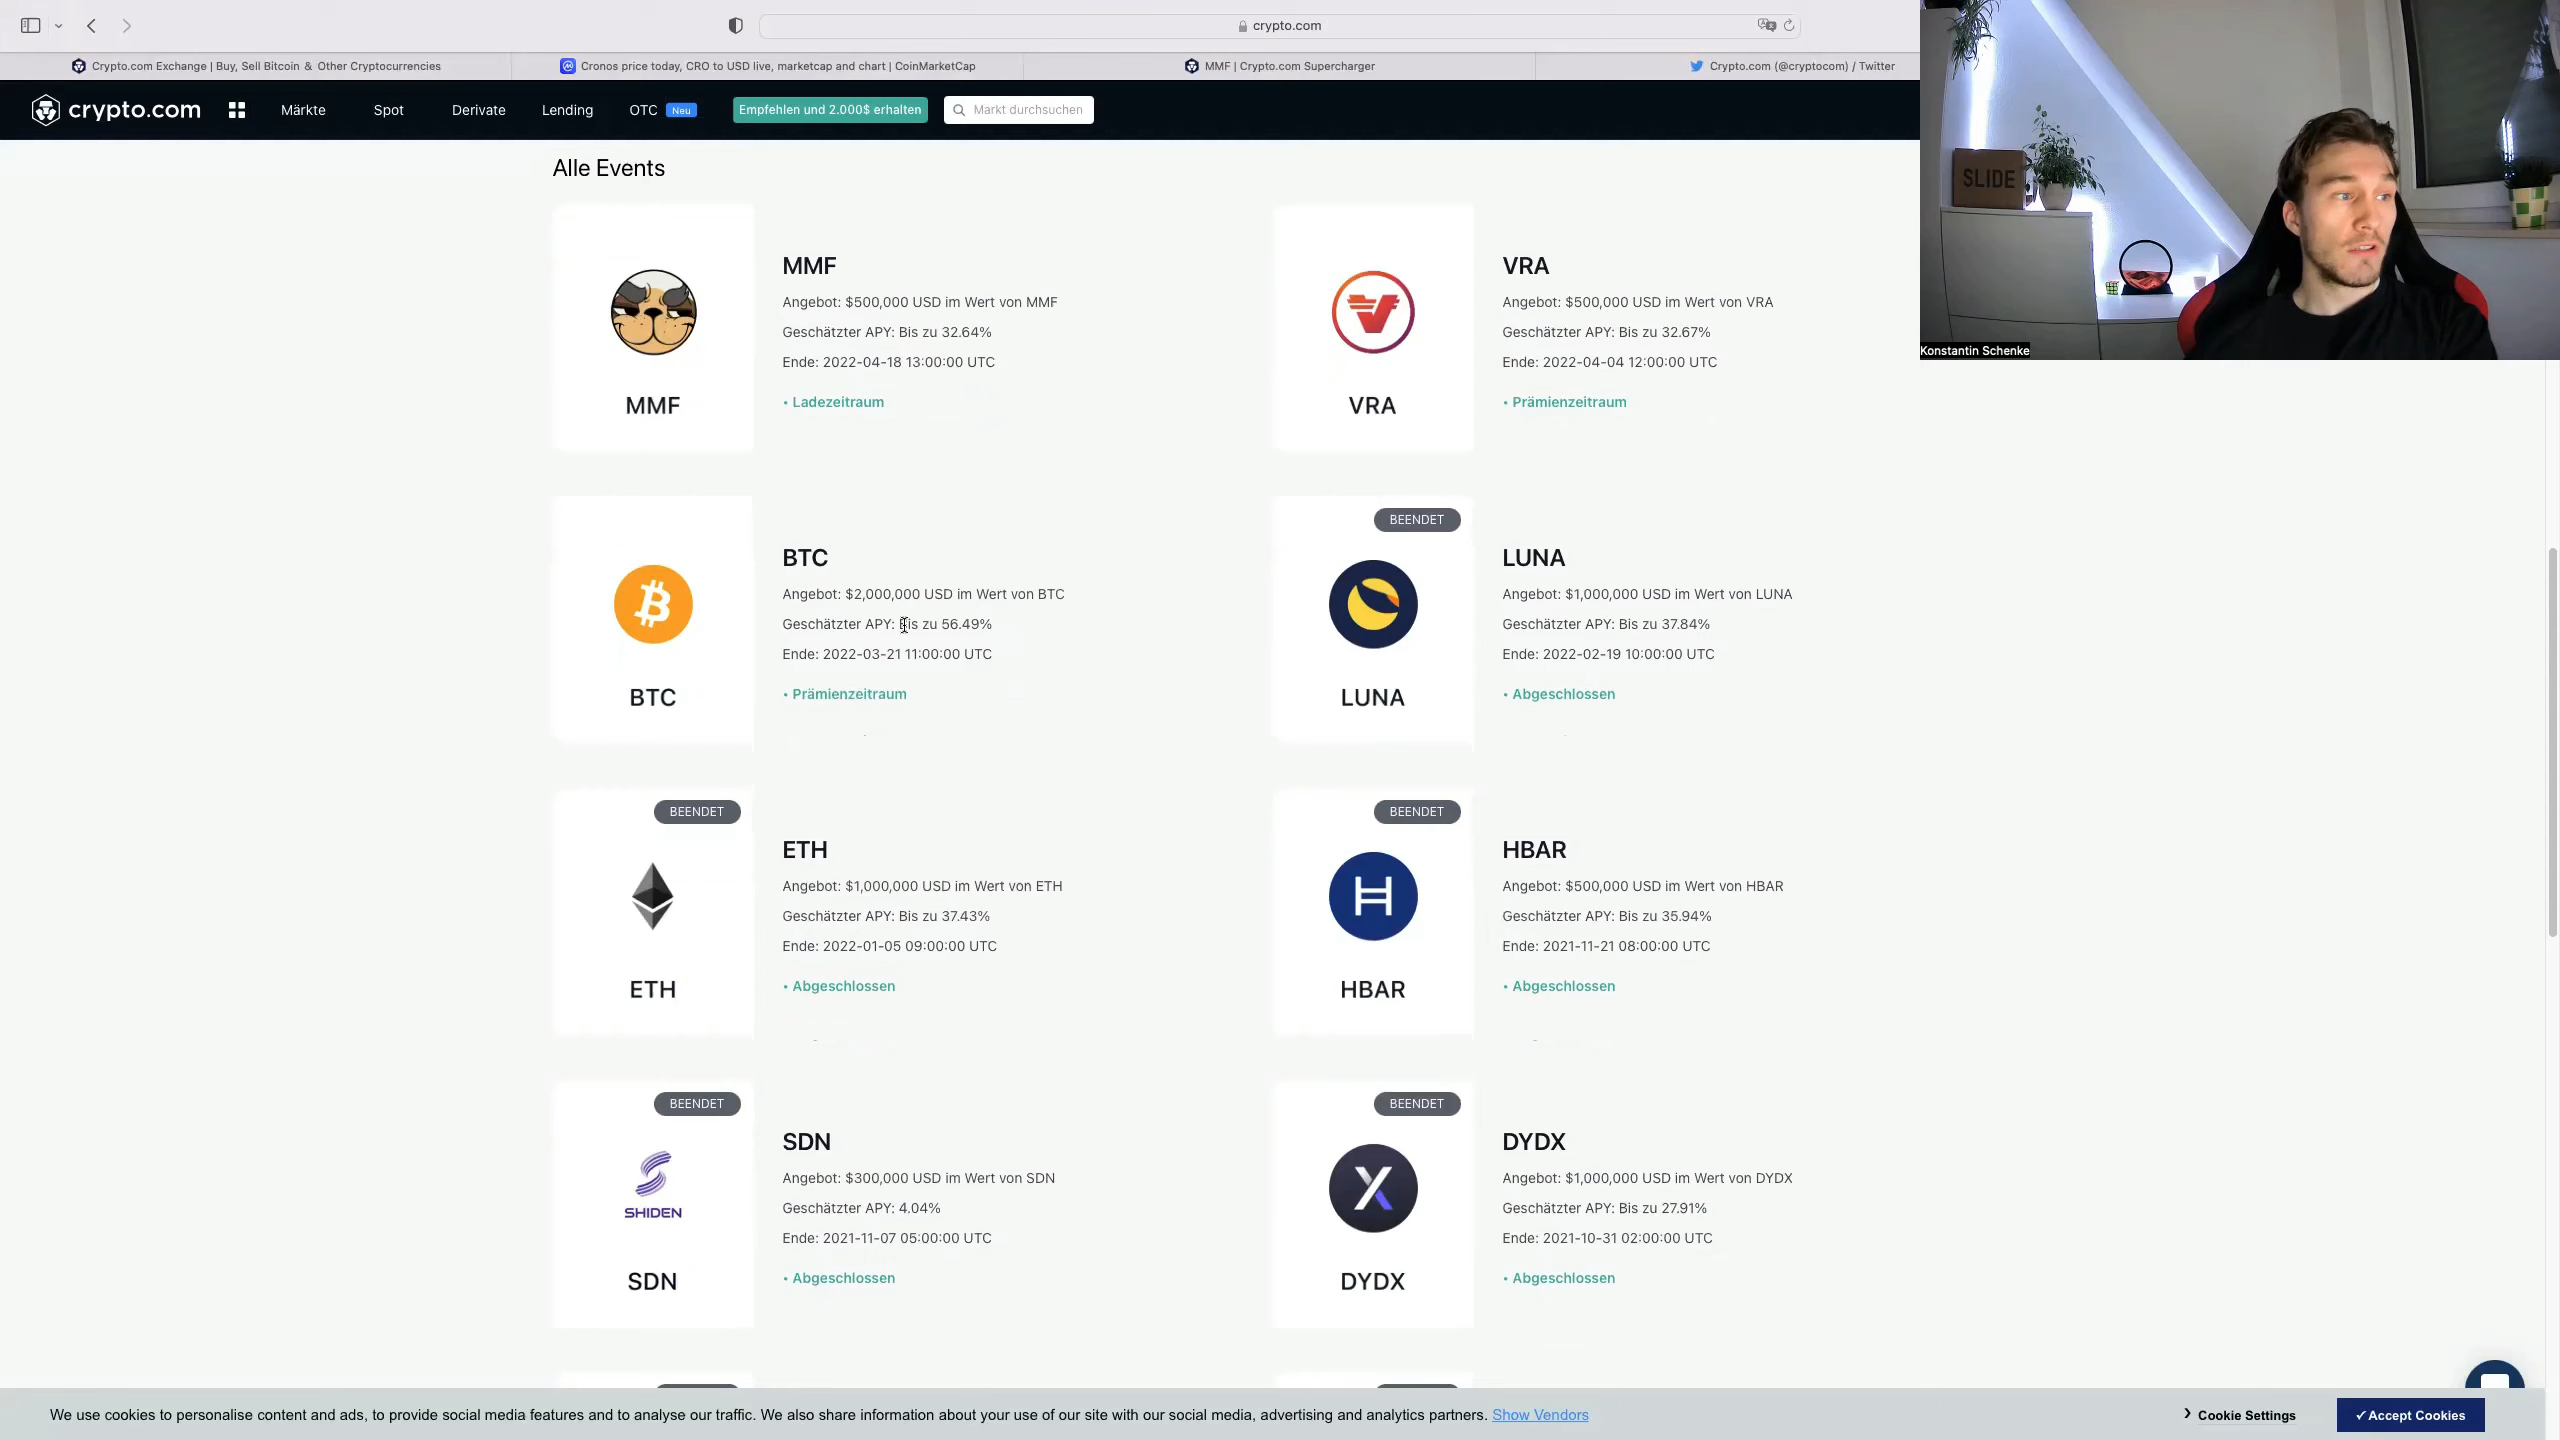 crypto.com
Crypto.com Exchange | Buy, Sell Bitcoin & Other Cryptocurrencies
Cronos price today, CRO to USD live, marketcap and chart | CoinMarketCap
MMF | Crypto.com Supercharger
Crypto.com (@cryptocom) / Twitter
crypto.com
Märkte
Spot
Derivate
Lending
OTC
Neu
Empfehlen und 2.000$ erhalten
Markt durchsuchen
SLIDE
Konstantin Schenke
Alle Events
MMF
MMF
Angebot: $500,000 USD im Wert von MMF
Geschätzter APY: Bis zu 32.64%
Ende: 2022-04-18 13:00:00 UTC
• Ladezeitraum
VRA
VRA
Angebot: $500,000 USD im Wert von VRA
Geschätzter APY: Bis zu 32.67%
Ende: 2022-04-04 12:00:00 UTC
• Prämienzeitraum
BTC
BTC
Angebot: $2,000,000 USD im Wert von BTC
Geschätzter APY: Bis zu 56.49%
Ende: 2022-03-21 11:00:00 UTC
• Prämienzeitraum
BEENDET
LUNA
LUNA
Angebot: $1,000,000 USD im Wert von LUNA
Geschätzter APY: Bis zu 37.84%
Ende: 2022-02-19 10:00:00 UTC
• Abgeschlossen
BEENDET
ETH
ETH
Angebot: $1,000,000 USD im Wert von ETH
Geschätzter APY: Bis zu 37.43%
Ende: 2022-01-05 09:00:00 UTC
• Abgeschlossen
BEENDET
HBAR
HBAR
Angebot: $500,000 USD im Wert von HBAR
Geschätzter APY: Bis zu 35.94%
Ende: 2021-11-21 08:00:00 UTC
• Abgeschlossen
BEENDET
SHIDEN
SDN
SDN
Angebot: $300,000 USD im Wert von SDN
Geschätzter APY: 4.04%
Ende: 2021-11-07 05:00:00 UTC
• Abgeschlossen
BEENDET
DYDX
DYDX
Angebot: $1,000,000 USD im Wert von DYDX
Geschätzter APY: Bis zu 27.91%
Ende: 2021-10-31 02:00:00 UTC
• Abgeschlossen
We use cookies to personalise content and ads, to provide social media features and to analyse our traffic. We also share information about your use of our site with our social media, advertising and analytics partners. Show Vendors
Cookie Settings
✓Accept Cookies